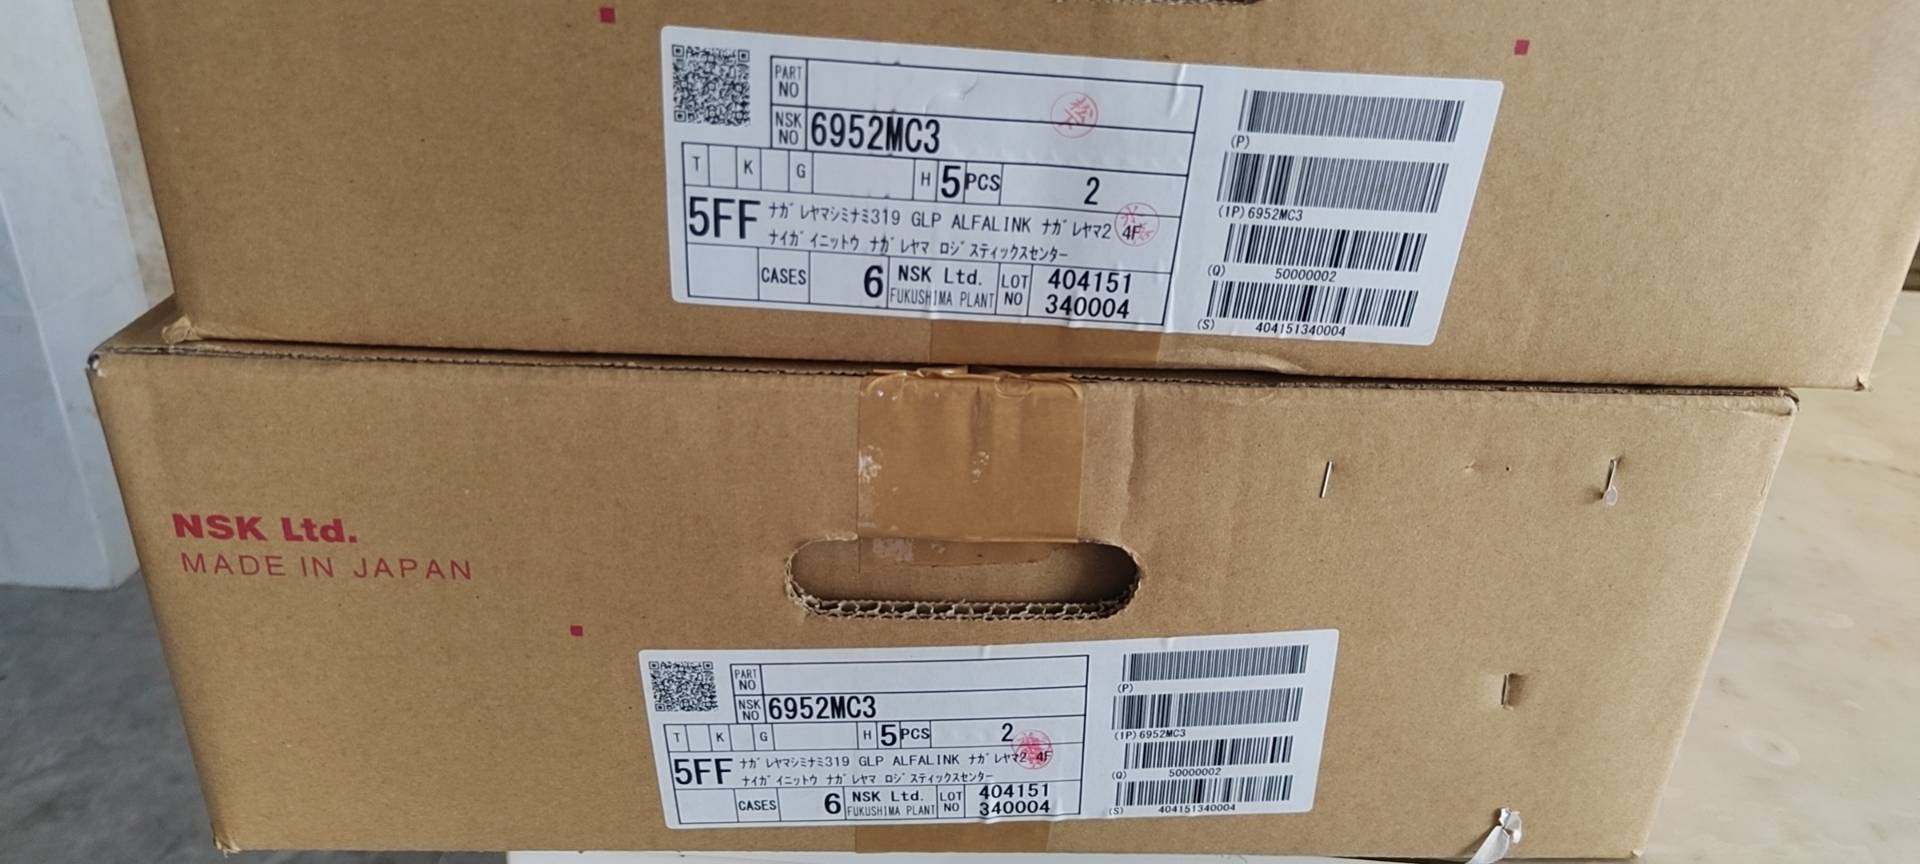 PART NO
NSK NO 6952MC3
T K G H 5 PCS 2
5FF ナガレヤマシミナミ319 GLP ALFALINK ナガレヤマ2 4F
ナイガイニットウ ナガレヤマ ロジスティックスセンター
CASES 6 NSK Ltd. FUKUSHIMA PLANT LOT NO 404151 340004
(P)
(1P) 6952MC3
(Q) 50000002
(S) 404151340004
NSK Ltd.
MADE IN JAPAN
PART NO
NSK NO 6952MC3
T K G H 5 PCS 2
5FF ナガレヤマシミナミ319 GLP ALFALINK ナガレヤマ2 4F
ナイガイニットウ ナガレヤマ ロジスティックスセンター
CASES 6 NSK Ltd. FUKUSHIMA PLANT LOT NO 404151 340004
(P)
(1P) 6952MC3
(Q) 50000002
(S) 404151340004